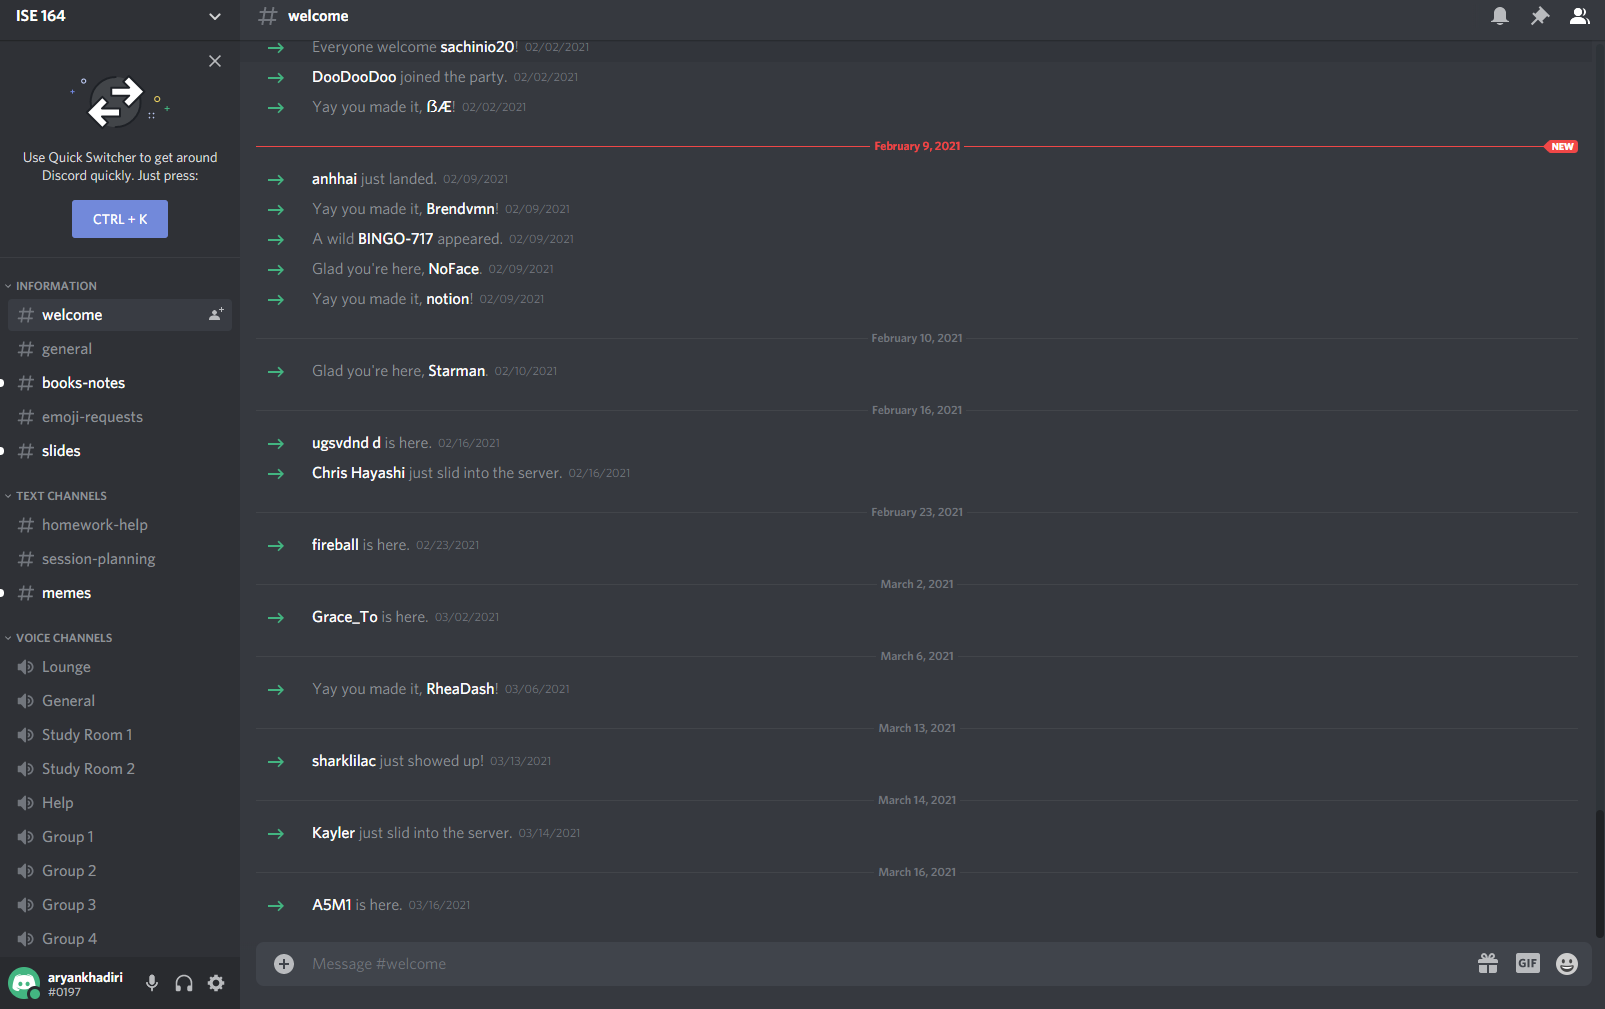 ISE 164
Use Quick Switcher to get around
Discord quickly. Just press:
CTRL + K
INFORMATION
welcome
general
books-notes
emoji-requests
slides
TEXT CHANNELS
homework-help
session-planning
memes
VOICE CHANNELS
Lounge
General
Study Room 1
Study Room 2
Help
Group 1
Group 2
Group 3
Group 4
aryankhadiri
#0197
welcome
Everyone welcome sachinio20! 02/02/2021
DooDooDoo joined the party. 02/02/2021
Yay you made it, ẞÆ! 02/02/2021
February 9, 2021 NEW
anhhai just landed. 02/09/2021
Yay you made it, Brendvmn! 02/09/2021
A wild BINGO-717 appeared. 02/09/2021
Glad you're here, NoFace. 02/09/2021
Yay you made it, notion! 02/09/2021
February 10, 2021
Glad you're here, Starman. 02/10/2021
February 16, 2021
ugsvdnd d is here. 02/16/2021
Chris Hayashi just slid into the server. 02/16/2021
February 23, 2021
fireball is here. 02/23/2021
March 2, 2021
Grace_To is here. 03/02/2021
March 6, 2021
Yay you made it, RheaDash! 03/06/2021
March 13, 2021
sharklilac just showed up! 03/13/2021
March 14, 2021
Kayler just slid into the server. 03/14/2021
March 16, 2021
A5M1 is here. 03/16/2021
Message #welcome
GIF